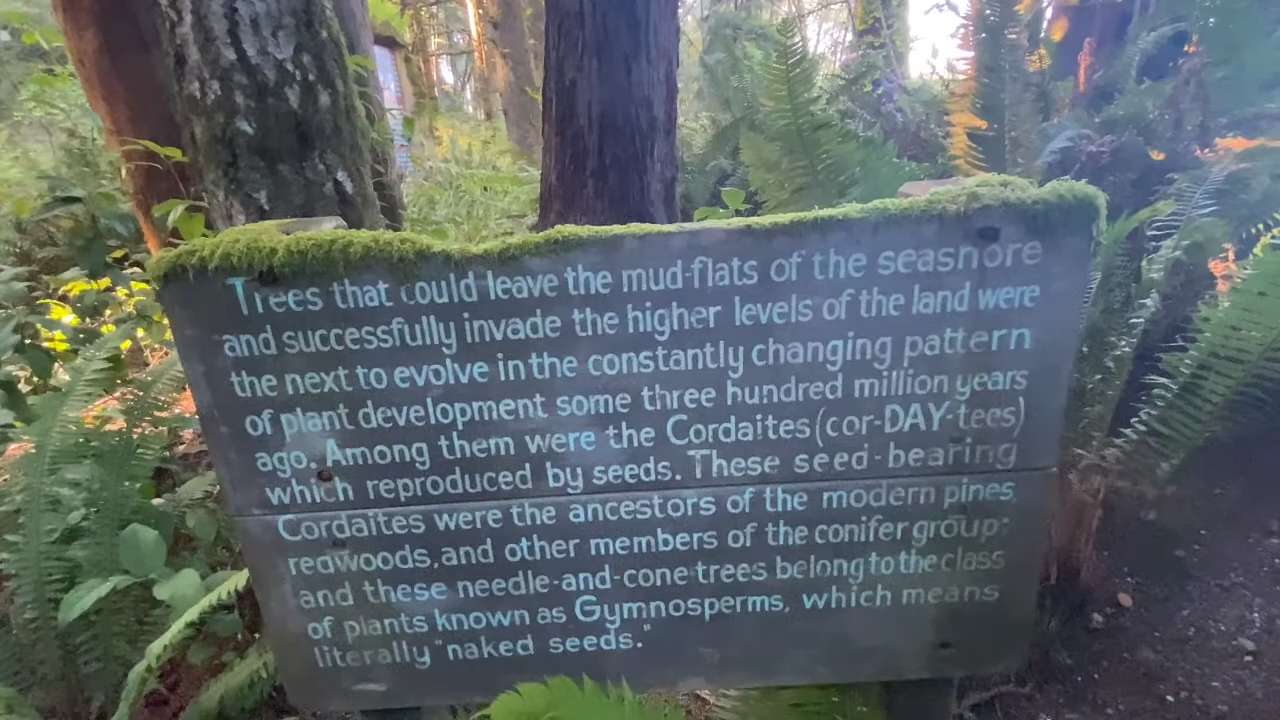 Trees that could leave the mud-flats of the seashore
and successfully invade the higher levels of the land were
the next to evolve in the constantly changing pattern
of plant development some three hundred million years
ago. Among them were the Cordaites (cor-DAY-tees)
which reproduced by seeds. These seed-bearing
Cordaites were the ancestors of the modern pines,
redwoods, and other members of the conifer group;
and these needle-and-cone trees belong to the class
of plants known as Gymnosperms, which means
literally "naked seeds."